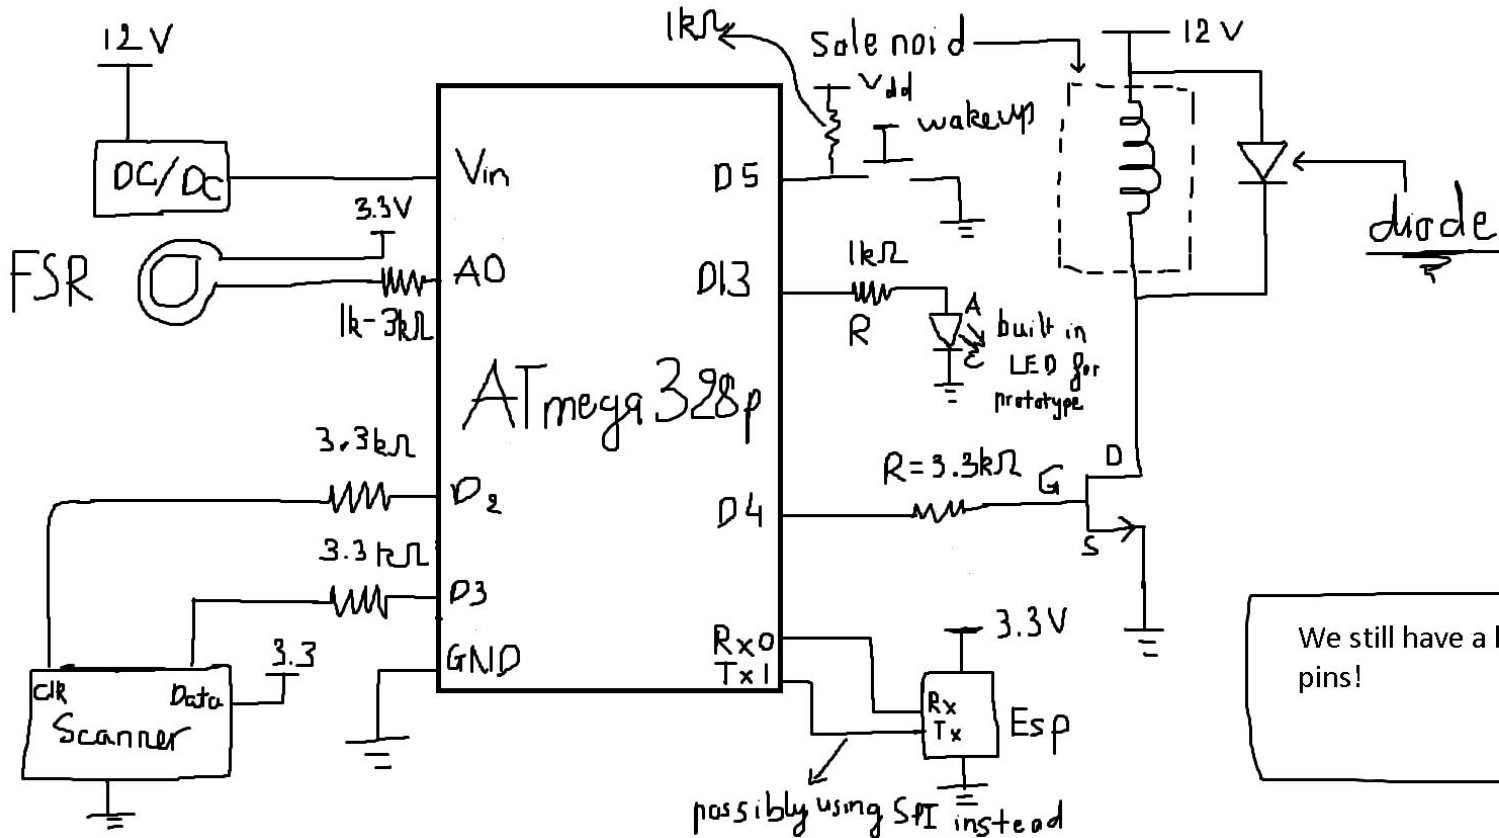 12V
DC/DC
FSR
3.3V
1k-3kΩ
3.3kΩ
3.3kΩ
Clk
Data
3.3
Scanner
Vin
A0
ATmega328p
D2
D3
GND
D5
D13
D4
Rx0
Tx1
1kΩ
Vdd
wakeup
Solenoid
12V
diode
1kΩ
R
A
built in
LED for
prototype
R=3.3kΩ
G
D
S
3.3V
Rx
Tx
Esp
possibly using SPI instead
We still have a
pins!